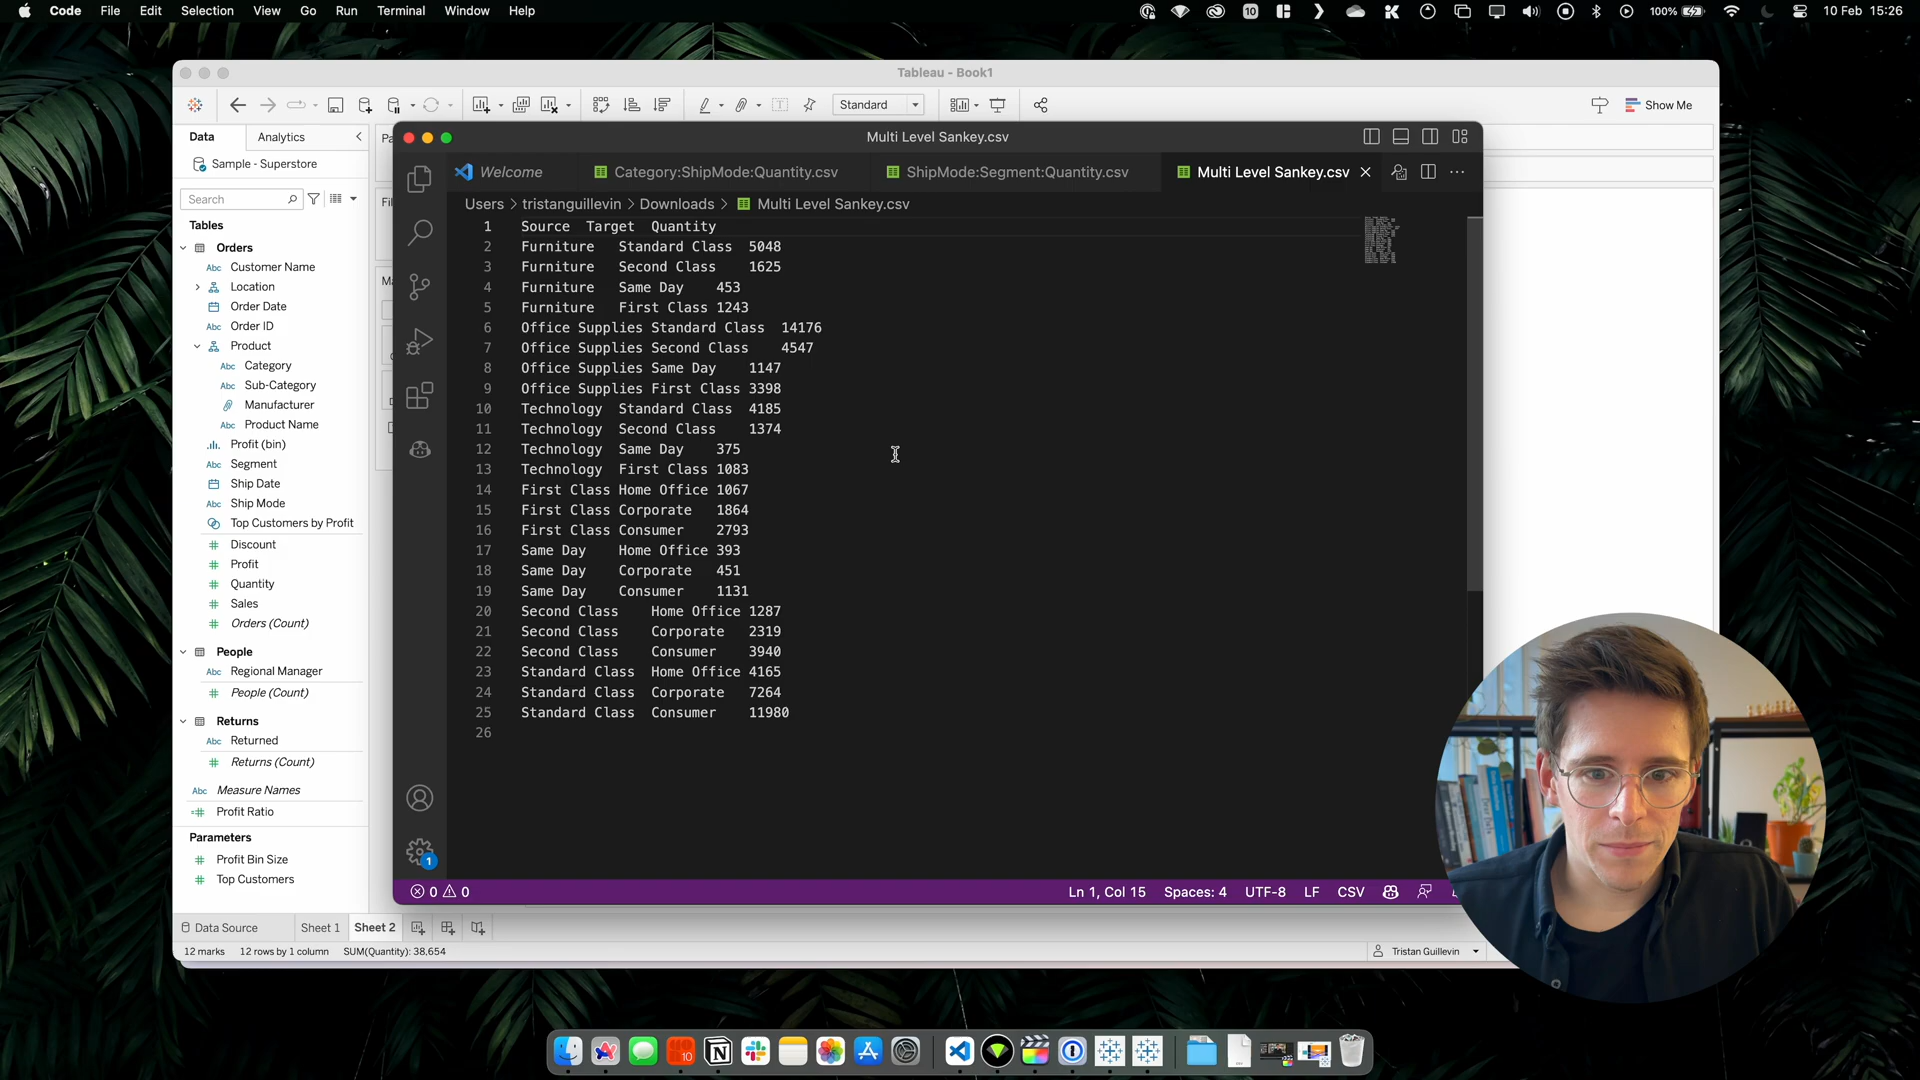 Code File Edit Selection View Go Run Terminal Window Help 10 100% 10 Feb 15:26
Tableau - Book1
Standard Show Me
Data Analytics
Sample - Superstore
Search
Tables
Orders
Abc Customer Name
Location
Order Date
Abc Order ID
Product
Abc Category
Abc Sub-Category
Manufacturer
Abc Product Name
Profit (bin)
Abc Segment
Ship Date
Abc Ship Mode
Top Customers by Profit
# Discount
# Profit
# Quantity
# Sales
# Orders (Count)
People
Abc Regional Manager
# People (Count)
Returns
Abc Returned
# Returns (Count)
Abc Measure Names
=# Profit Ratio
Parameters
# Profit Bin Size
# Top Customers
Data Source Sheet 1 Sheet 2
12 marks 12 rows by 1 column SUM(Quantity): 38,654
Tristan Guillevin
Pa
Fil
Ma
Multi Level Sankey.csv
Welcome Category:ShipMode:Quantity.csv ShipMode:Segment:Quantity.csv Multi Level Sankey.csv
Users > tristanguillevin > Downloads > Multi Level Sankey.csv
1 Source Target Quantity
2 Furniture Standard Class 5048
3 Furniture Second Class 1625
4 Furniture Same Day 453
5 Furniture First Class 1243
6 Office Supplies Standard Class 14176
7 Office Supplies Second Class 4547
8 Office Supplies Same Day 1147
9 Office Supplies First Class 3398
10 Technology Standard Class 4185
11 Technology Second Class 1374
12 Technology Same Day 375
13 Technology First Class 1083
14 First Class Home Office 1067
15 First Class Corporate 1864
16 First Class Consumer 2793
17 Same Day Home Office 393
18 Same Day Corporate 451
19 Same Day Consumer 1131
20 Second Class Home Office 1287
21 Second Class Corporate 2319
22 Second Class Consumer 3940
23 Standard Class Home Office 4165
24 Standard Class Corporate 7264
25 Standard Class Consumer 11980
26
1
0 0 Ln 1, Col 15 Spaces: 4 UTF-8 LF CSV
10